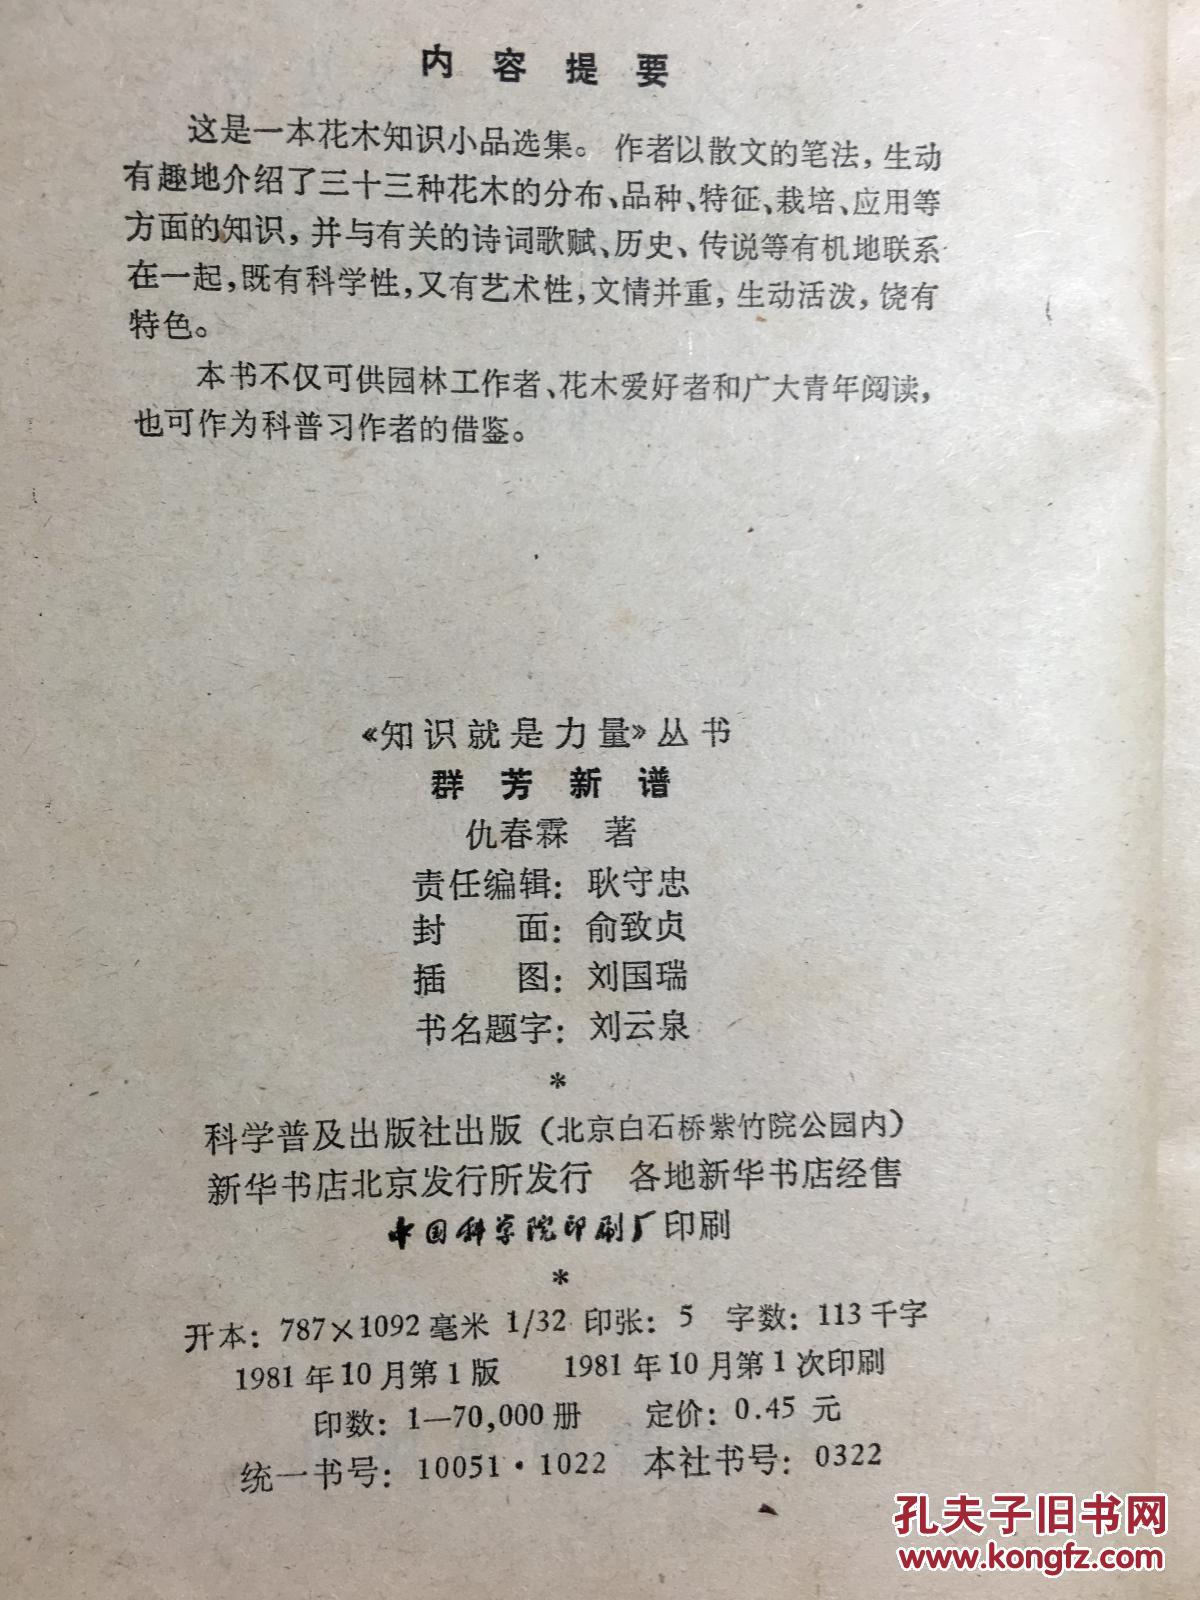 内容提要
这是一本花木知识小品选集。作者以散文的笔法，生动
有趣地介绍了三十三种花木的分布、品种、特征、栽培、应用等
方面的知识，并与有关的诗词歌赋、历史、传说等有机地联系
在一起，既有科学性，又有艺术性，文情并重，生动活泼，饶有
特色。
本书不仅可供园林工作者、花木爱好者和广大青年阅读，
也可作为科普习作者的借鉴。
《知识就是力量》丛书
群芳新谱
仇春霖 著
责任编辑：耿守忠
封 面：俞致贞
插 图：刘国瑞
书名题字：刘云泉
*
科学普及出版社出版（北京白石桥紫竹院公园内）
新华书店北京发行所发行 各地新华书店经售
中国科学院印刷厂印刷
*
开本：787×1092毫米 1/32 印张：5 字数：113千字
1981年10月第1版 1981年10月第1次印刷
印数：1—70,000册 定价：0.45元
统一书号：10051·1022 本社书号：0322
孔夫子旧书网
www.kongfz.com